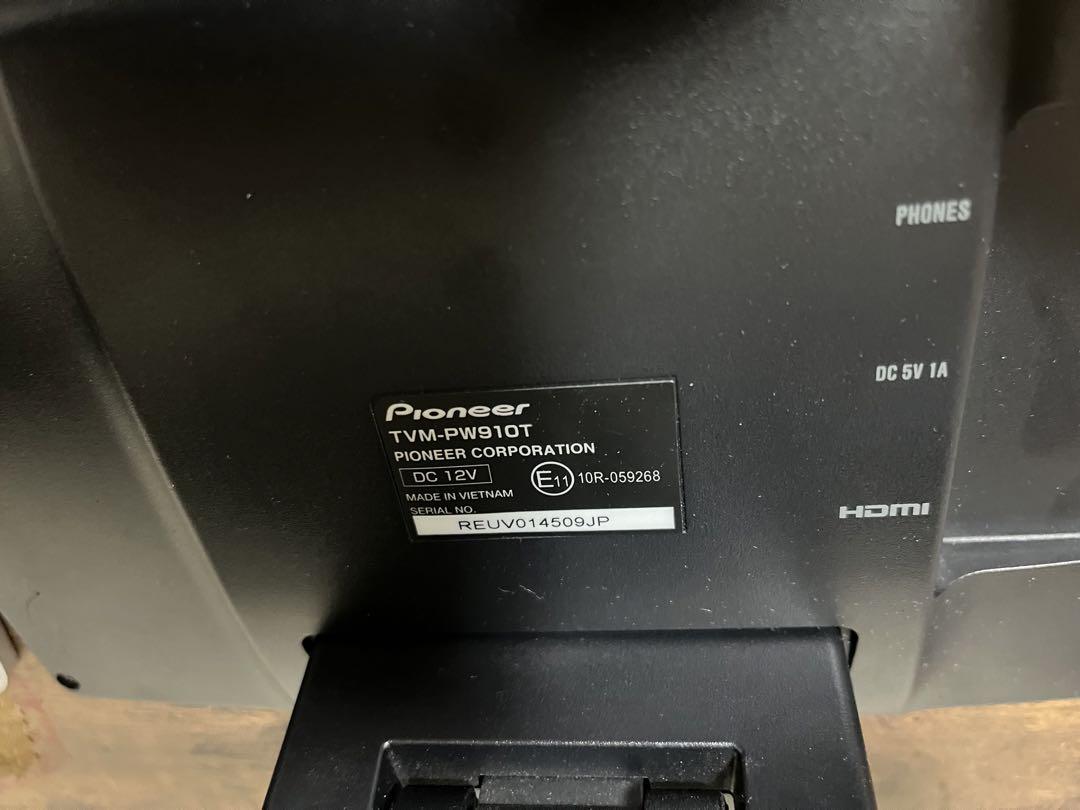 PHONES
DC 5V 1A
Pioneer
TVM-PW910T
PIONEER CORPORATION
DC 12V
E11 10R-059268
MADE IN VIETNAM
SERIAL NO.
REUV014509JP
HDMI